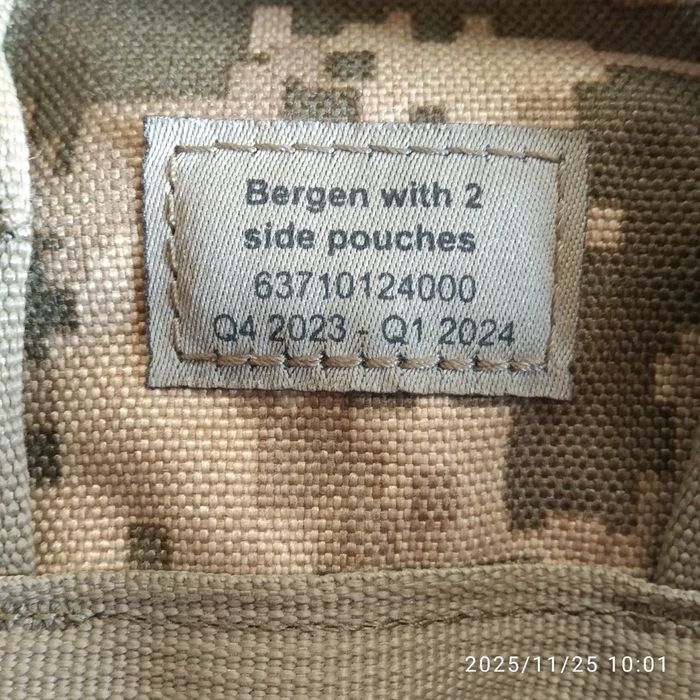 Bergen with 2
side pouches
63710124000
Q4 2023 - Q1 2024
2025/11/25 10:01